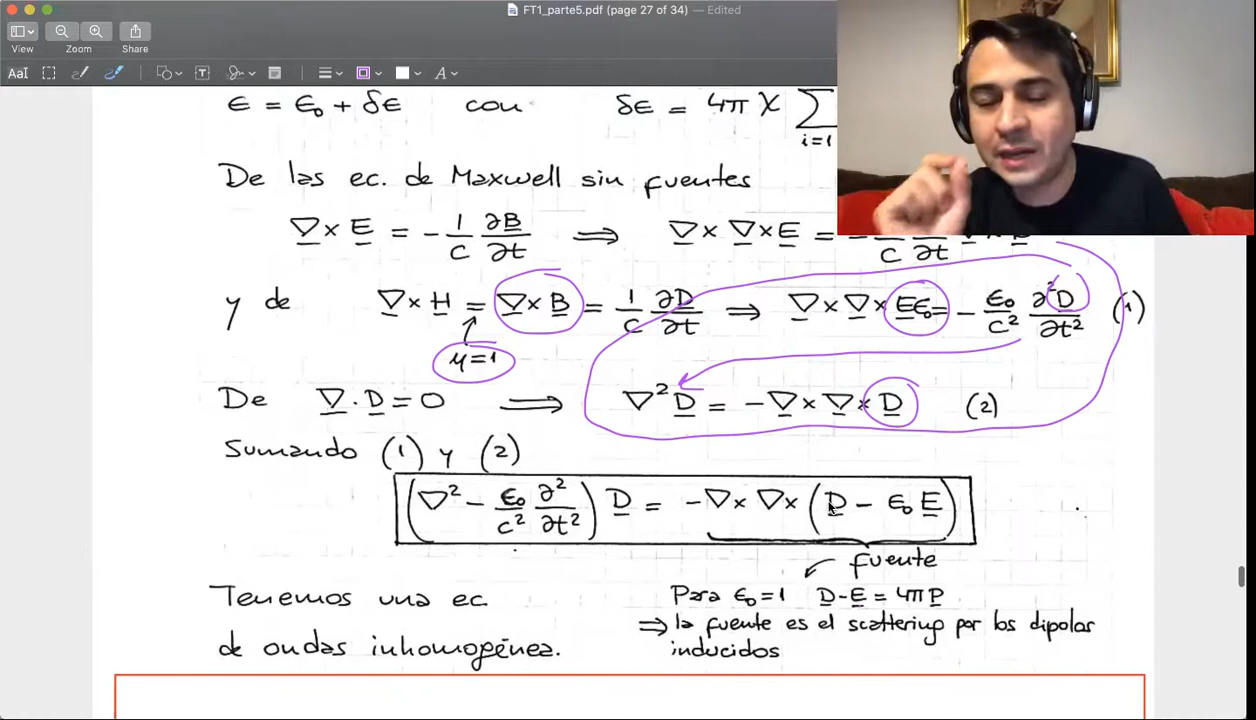 FT1_parte5.pdf (page 27 of 34) — Edited
View Zoom Share
AaI T A
ϵ = ϵ₀ + δϵ con δϵ = 4π χ ∑ i=1
De las ec. de Maxwell sin fuentes
∇ × E = - 1/c ∂B/∂t ⟹ ∇ × ∇ × E =
y de ∇ × H = ∇ × B = 1/c ∂D/∂t ⟹ ∇ × ∇ × Eϵ₀ = - ϵ₀/c² ∂²D/∂t² (1)
μ=1
De ∇ · D = 0 ⟹ ∇² D = - ∇ × ∇ × D (2)
Sumando (1) y (2)
(∇² - ϵ₀/c² ∂²/∂t²) D = - ∇ × ∇ × (D - ϵ₀ E)
fuente
Tenemos una ec.
de ondas inhomogénea.
Para ϵ₀=1 D-E = 4πP
⟹ la fuente es el scattering por los dipolos
inducidos